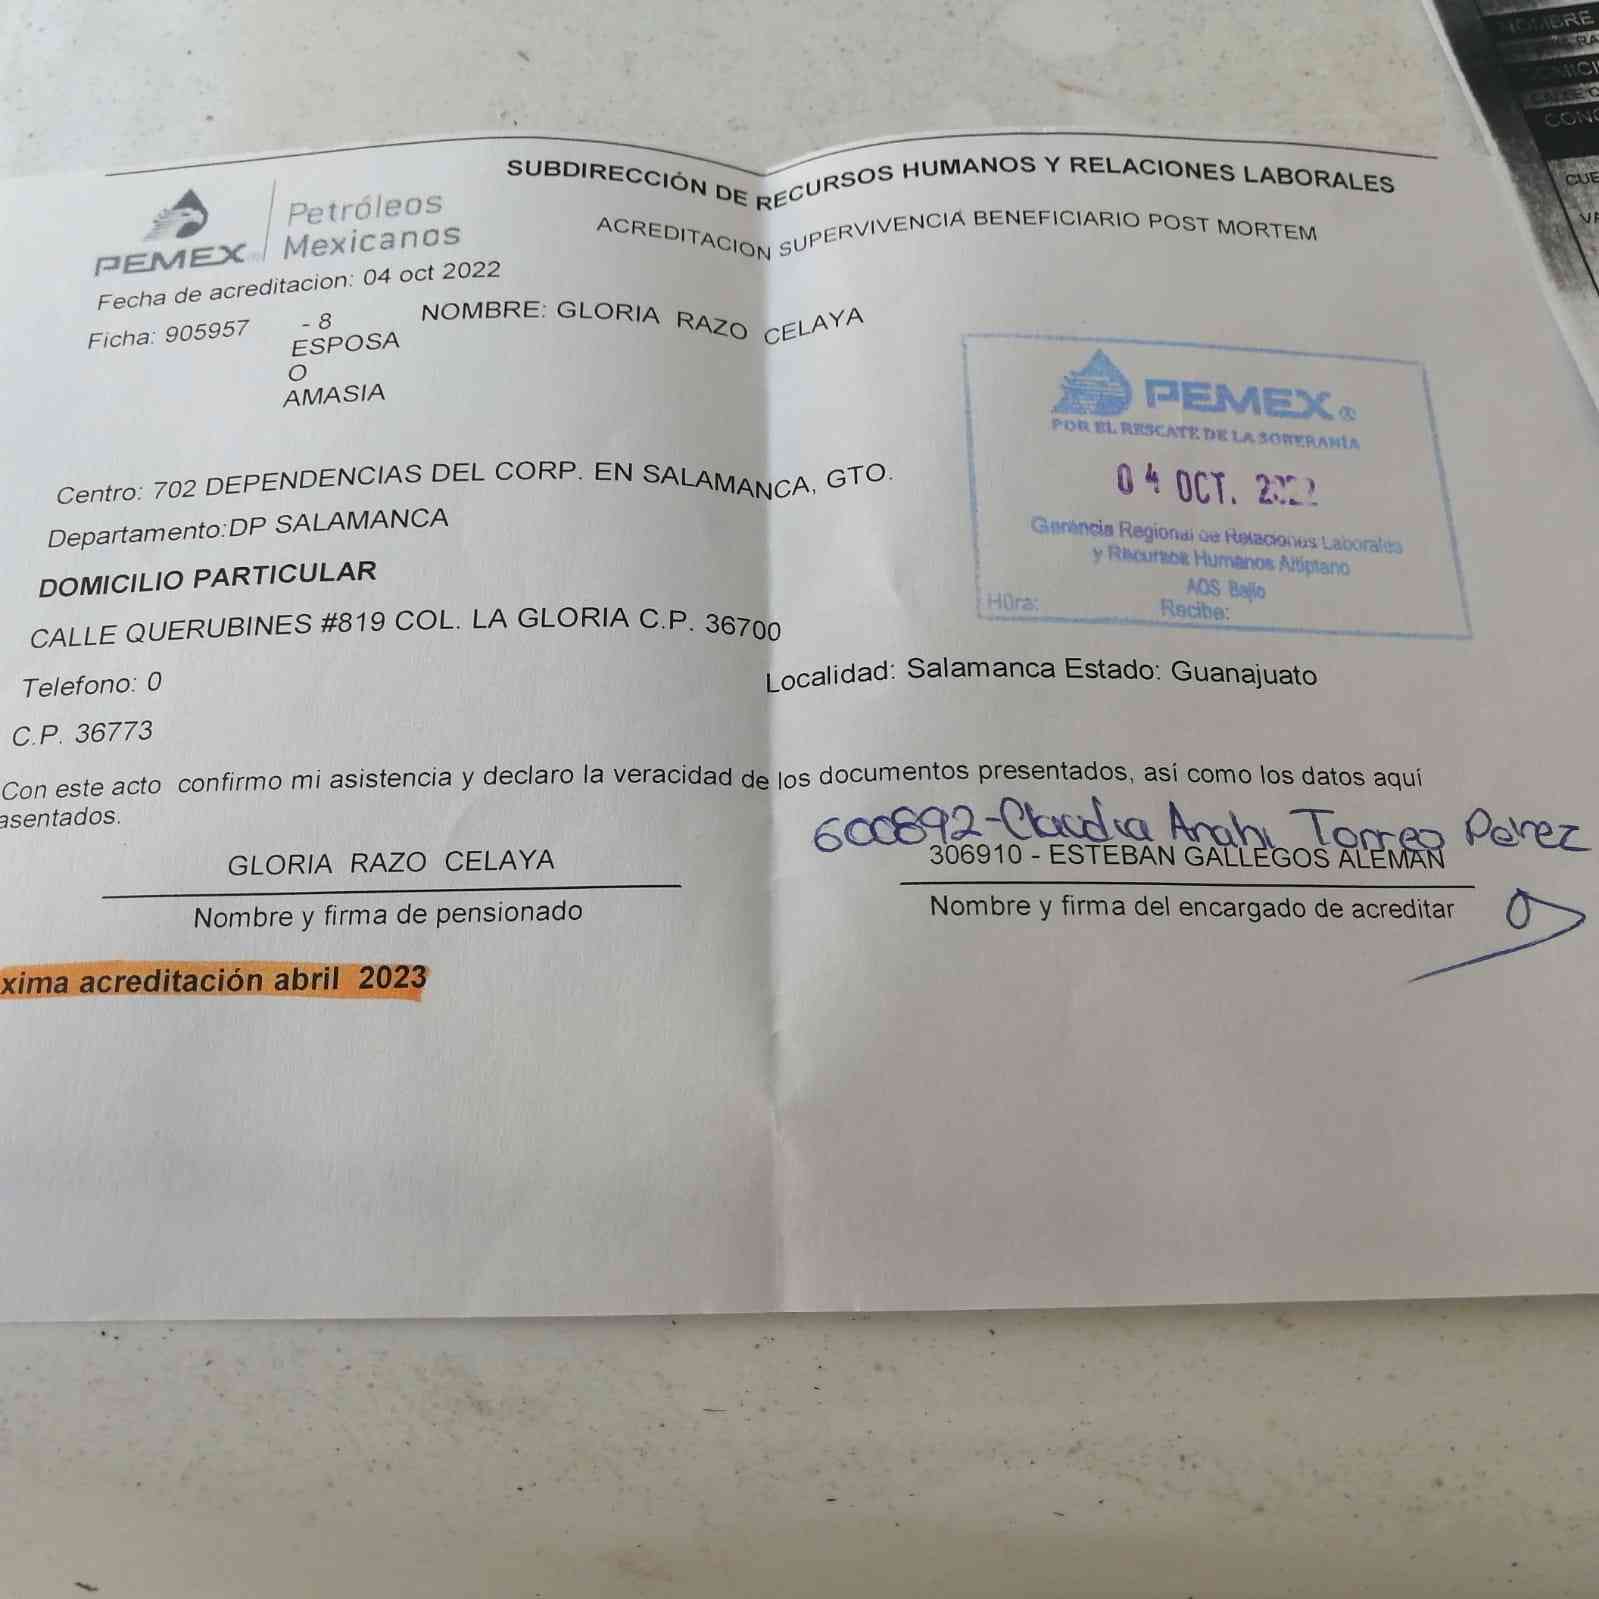 SUBDIRECCIÓN DE RECURSOS HUMANOS Y RELACIONES LABORALES
ACREDITACION SUPERVIVENCIA BENEFICIARIO POST MORTEM
PEMEX
Petróleos
Mexicanos
Fecha de acreditacion: 04 oct 2022
Ficha: 905957 - 8 NOMBRE: GLORIA RAZO CELAYA
ESPOSA
O
AMASIA
PEMEX®
POR EL RESCATE DE LA SOBERANÍA
04 OCT. 2022
Gerencia Regional de Relaciones Laborales
y Recursos Humanos Altiplano
AOS Bajío
Hora: Recibe:
Centro: 702 DEPENDENCIAS DEL CORP. EN SALAMANCA, GTO.
Departamento:DP SALAMANCA
DOMICILIO PARTICULAR
CALLE QUERUBINES #819 COL. LA GLORIA C.P. 36700
Telefono: 0 Localidad: Salamanca Estado: Guanajuato
C.P. 36773
Con este acto confirmo mi asistencia y declaro la veracidad de los documentos presentados, así como los datos aquí
asentados.
600892-Claudia Anahi Torres Pérez
GLORIA RAZO CELAYA 306910 - ESTEBAN GALLEGOS ALEMAN
Nombre y firma de pensionado Nombre y firma del encargado de acreditar
xima acreditación abril 2023
NOMBRE